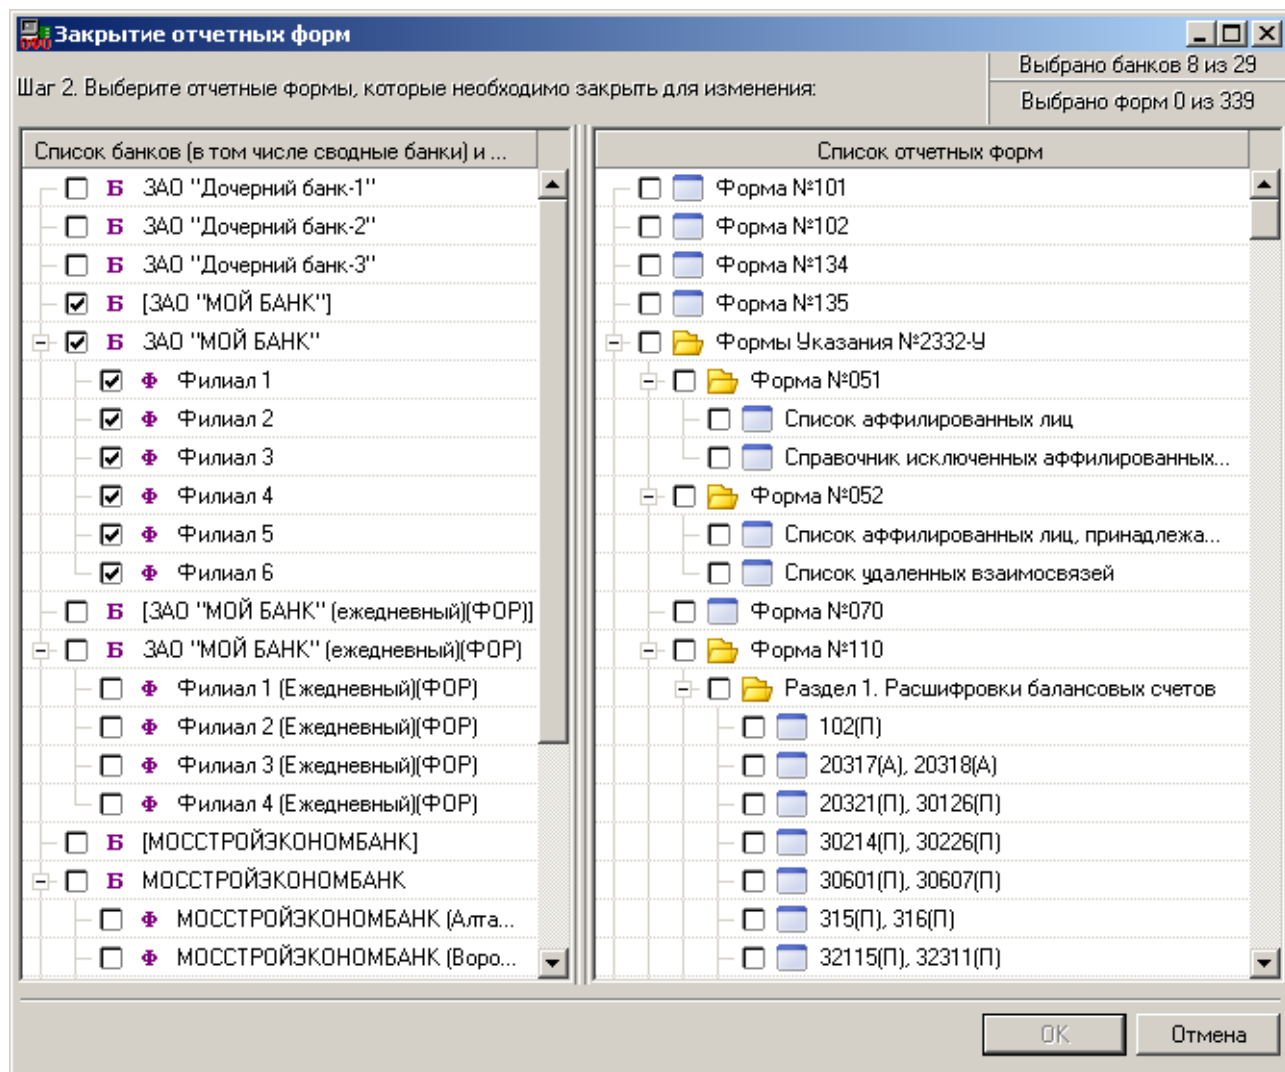 Закрытие отчетных форм
Шаг 2. Выберите отчетные формы, которые необходимо закрыть для изменения:
Выбрано банков 8 из 29
Выбрано форм 0 из 339
Список банков (в том числе сводные банки) и ...
Б ЗАО "Дочерний банк-1"
Б ЗАО "Дочерний банк-2"
Б ЗАО "Дочерний банк-3"
Б [ЗАО "МОЙ БАНК"]
Б ЗАО "МОЙ БАНК"
Ф Филиал 1
Ф Филиал 2
Ф Филиал 3
Ф Филиал 4
Ф Филиал 5
Ф Филиал 6
Б [ЗАО "МОЙ БАНК" (ежедневный)(ФОР)]
Б ЗАО "МОЙ БАНК" (ежедневный)(ФОР)
Ф Филиал 1 (Ежедневный)(ФОР)
Ф Филиал 2 (Ежедневный)(ФОР)
Ф Филиал 3 (Ежедневный)(ФОР)
Ф Филиал 4 (Ежедневный)(ФОР)
Б [МОССТРОЙЭКОНОМБАНК]
Б МОССТРОЙЭКОНОМБАНК
Ф МОССТРОЙЭКОНОМБАНК (Алта...
Ф МОССТРОЙЭКОНОМБАНК (Воро...
Список отчетных форм
Форма №101
Форма №102
Форма №134
Форма №135
Формы Указания №2332-У
Форма №051
Список аффилированных лиц
Справочник исключенных аффилированных...
Форма №052
Список аффилированных лиц, принадлежа...
Список удаленных взаимосвязей
Форма №070
Форма №110
Раздел 1. Расшифровки балансовых счетов
102(П)
20317(А), 20318(А)
20321(П), 30126(П)
30214(П), 30226(П)
30601(П), 30607(П)
315(П), 316(П)
32115(П), 32311(П)
OK
Отмена